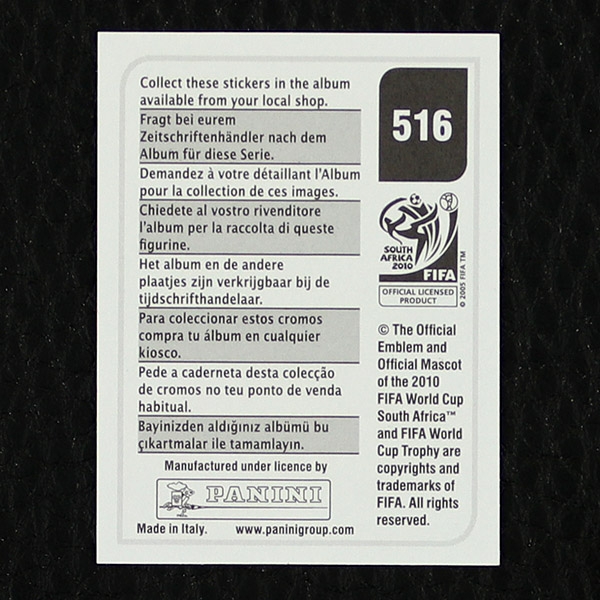 Collect these stickers in the album
available from your local shop.
Fragt bei eurem
Zeitschriftenhändler nach dem
Album für diese Serie.
Demandez à votre détaillant l'Album
pour la collection de ces images.
Chiedete al vostro rivenditore
l'album per la raccolta di queste
figurine.
Het album en de andere
plaatjes zijn verkrijgbaar bij de
tijdschrifthandelaar.
Para coleccionar estos cromos
compra tu álbum en cualquier
kiosco.
Pede a caderneta desta colecção
de cromos no teu ponto de venda
habitual.
Bayinizden aldığınız albümü bu
çıkartmalar ile tamamlayın.
Manufactured under licence by
PANINI
Made in Italy. www.paninigroup.com
516
SOUTH
AFRICA
2010
FIFA
OFFICIAL LICENSED
PRODUCT
© 2005 FIFA TM
© The Official
Emblem and
Official Mascot
of the 2010
FIFA World Cup
South Africa™
and FIFA World
Cup Trophy are
copyrights and
trademarks of
FIFA. All rights
reserved.